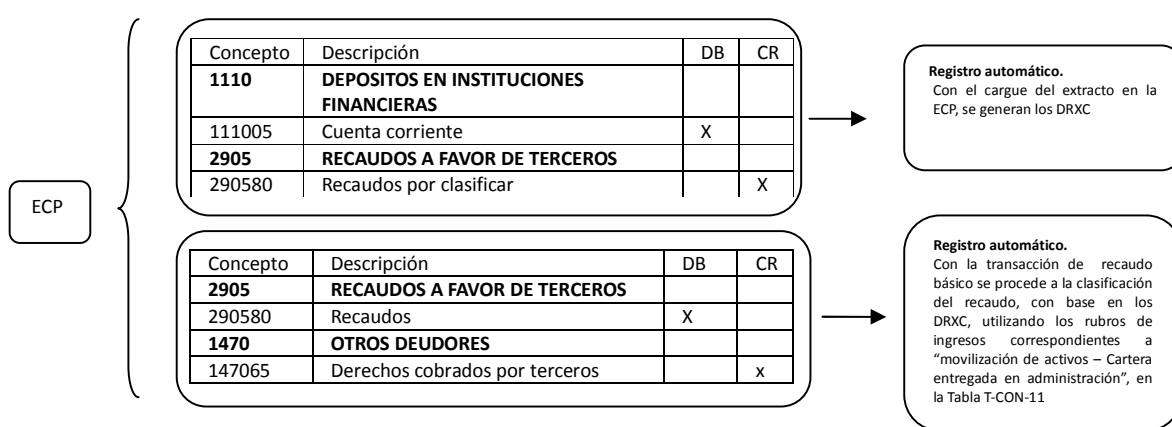 ECP
Concepto Descripción DB CR
1110 DEPOSITOS EN INSTITUCIONES
FINANCIERAS
111005 Cuenta corriente X
2905 RECAUDOS A FAVOR DE TERCEROS
290580 Recaudos por clasificar X
Registro automático.
Con el cargue del extracto en la
ECP, se generan los DRXC
Concepto Descripción DB CR
2905 RECAUDOS A FAVOR DE TERCEROS
290580 Recaudos X
1470 OTROS DEUDORES
147065 Derechos cobrados por terceros x
Registro automático.
Con la transacción de recaudo
básico se procede a la clasificación
del recaudo, con base en los
DRXC, utilizando los rubros de
ingresos correspondientes a
“movilización de activos – Cartera
entregada en administración”, en
la Tabla T-CON-11